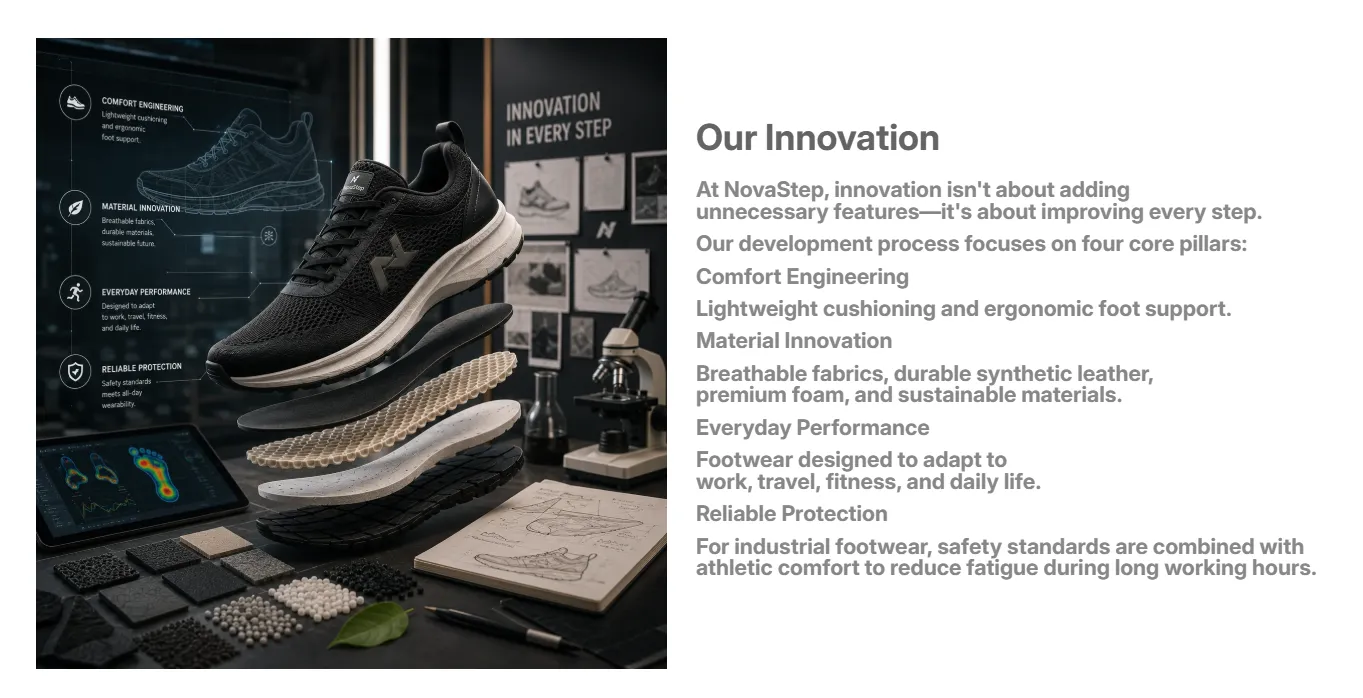 COMFORT ENGINEERING
Lightweight cushioning
and ergonomic
foot support.
MATERIAL INNOVATION
Breathable fabrics,
durable materials,
sustainable future.
EVERYDAY PERFORMANCE
Designed to adapt
to work, travel, fitness,
and daily life.
RELIABLE PROTECTION
Safety standards
meets all-day
wearability.
INNOVATION
IN EVERY STEP
NovaStep
Our Innovation
At NovaStep, innovation isn't about adding
unnecessary features—it's about improving every step.
Our development process focuses on four core pillars:
Comfort Engineering
Lightweight cushioning and ergonomic foot support.
Material Innovation
Breathable fabrics, durable synthetic leather,
premium foam, and sustainable materials.
Everyday Performance
Footwear designed to adapt to
work, travel, fitness, and daily life.
Reliable Protection
For industrial footwear, safety standards are combined with
athletic comfort to reduce fatigue during long working hours.